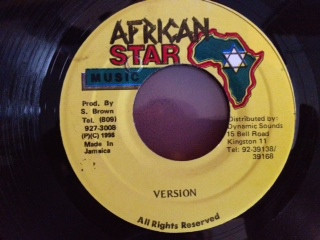 AFRICAN
STAR
MUSIC
Prod. By
S. Brown
Tel. (809)
927-3008
(P)(C) 1996
Made In
Jamaica
Distributed by:
Dynamic Sounds
15 Bell Road
Kingston 11
Tel: 92-39138/
39168
VERSION
All Rights Reserved